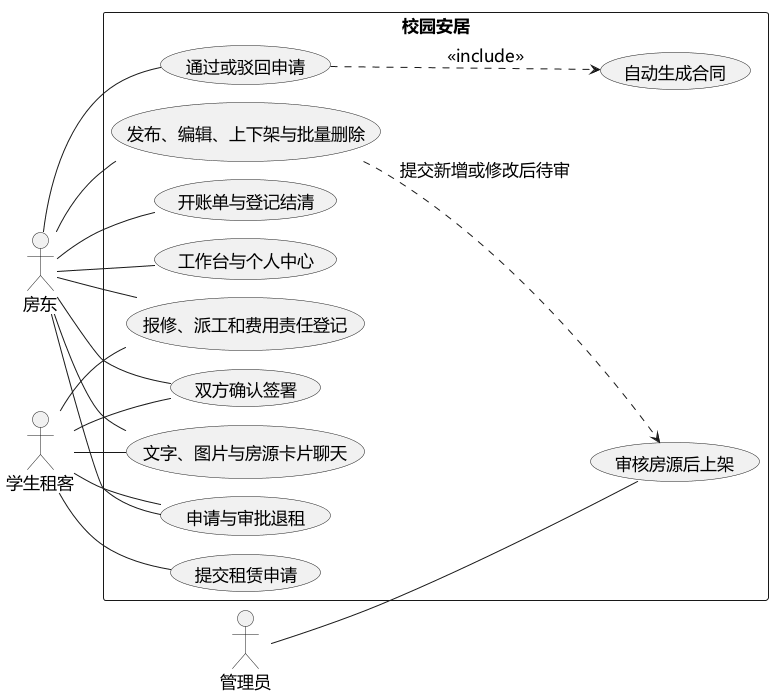 校园安居
通过或驳回申请
«include»
自动生成合同
发布、编辑、上下架与批量删除
提交新增或修改后待审
开账单与登记结清
工作台与个人中心
房东
报修、派工和费用责任登记
双方确认签署
文字、图片与房源卡片聊天
审核房源后上架
学生租客
申请与审批退租
提交租赁申请
管理员